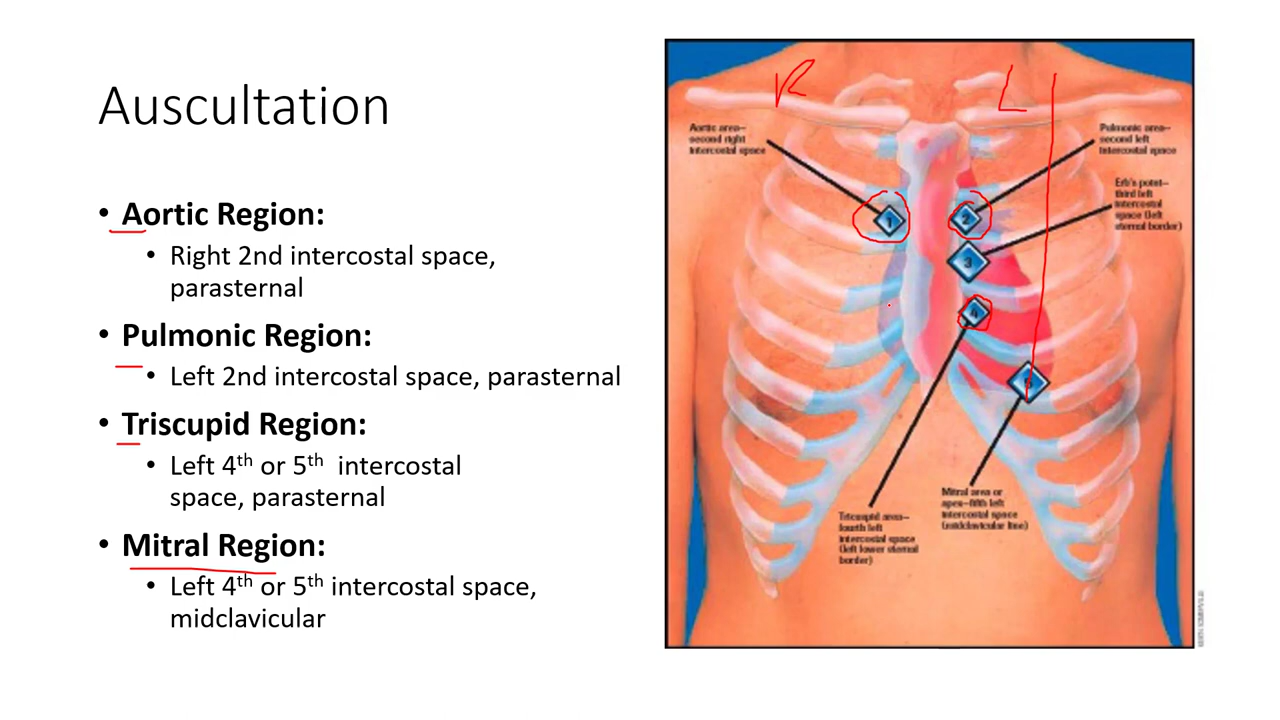 Auscultation
• Aortic Region:
• Right 2nd intercostal space,
parasternal
• Pulmonic Region:
• Left 2nd intercostal space, parasternal
• Triscupid Region:
• Left 4th or 5th intercostal
space, parasternal
• Mitral Region:
• Left 4th or 5th intercostal space,
midclavicular
R
L
Aortic area–
second right
intercostal space
Pulmonic area–
second left
intercostal space
Erb's point–
third left
intercostal
space (left
sternal border)
1
2
3
4
5
Mitral area or
apex–fifth left
intercostal space
(midclavicular line)
Tricuspid area–
fourth left
intercostal space
(left lower sternal
border)